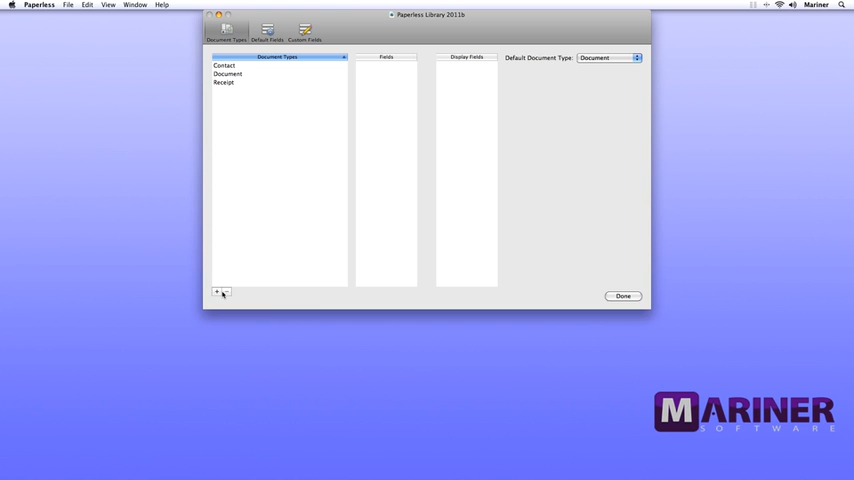 Paperless File Edit View Window Help
Mariner
Paperless Library 2011b
Document Types Default Fields Custom Fields
Document Types
Fields
Display Fields
Default Document Type: Document
Contact
Document
Receipt
+ −
Done
MARINER
SOFTWARE